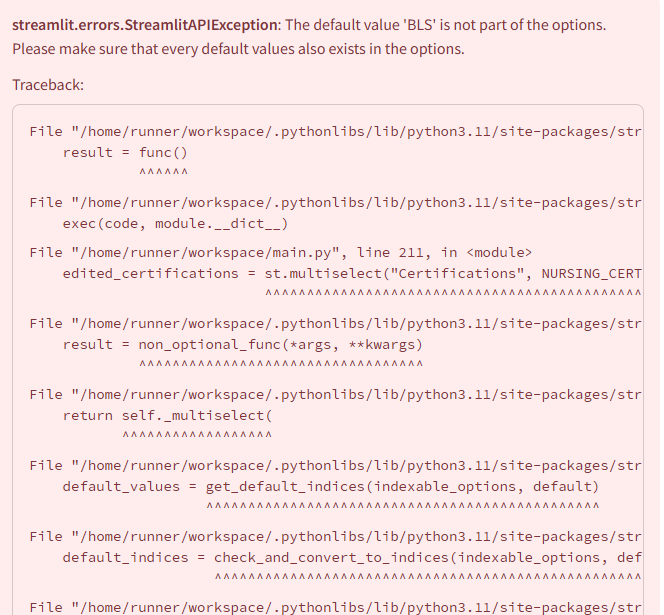 streamlit.errors.StreamlitAPIException: The default value 'BLS' is not part of the options.
Please make sure that every default values also exists in the options.
Traceback:
File "/home/runner/workspace/.pythonlibs/lib/python3.11/site-packages/str
result = func()
^^^^^^
File "/home/runner/workspace/.pythonlibs/lib/python3.11/site-packages/str
exec(code, module.__dict__)
File "/home/runner/workspace/main.py", line 211, in <module>
edited_certifications = st.multiselect("Certifications", NURSING_CERT
^^^^^^^^^^^^^^^^^^^^^^^^^^^^^^^^^^^^^^^^^^^^^
File "/home/runner/workspace/.pythonlibs/lib/python3.11/site-packages/str
result = non_optional_func(*args, **kwargs)
^^^^^^^^^^^^^^^^^^^^^^^^^^^^^^^^^^
File "/home/runner/workspace/.pythonlibs/lib/python3.11/site-packages/str
return self._multiselect(
^^^^^^^^^^^^^^^^^^
File "/home/runner/workspace/.pythonlibs/lib/python3.11/site-packages/str
default_values = get_default_indices(indexable_options, default)
^^^^^^^^^^^^^^^^^^^^^^^^^^^^^^^^^^^^^^^^^^^^^^^
File "/home/runner/workspace/.pythonlibs/lib/python3.11/site-packages/str
default_indices = check_and_convert_to_indices(indexable_options, def
^^^^^^^^^^^^^^^^^^^^^^^^^^^^^^^^^^^^^^^^^^^^^^^^^^^
File "/home/runner/workspace/.pythonlibs/lib/python3.11/site-packages/str